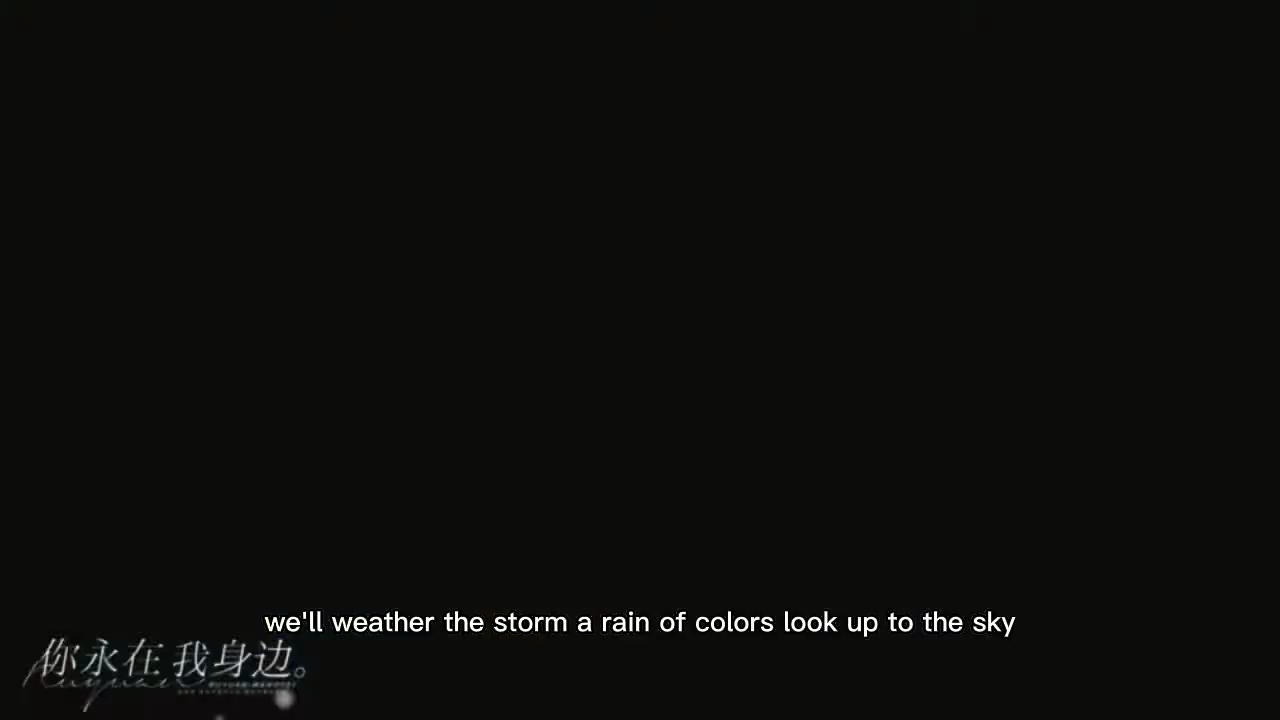 we'll weather the storm a rain of colors look up to the sky
你永在我身边。